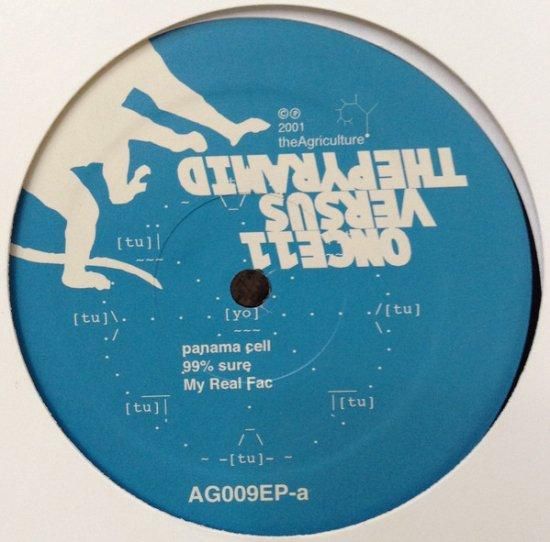 © ℗
2001
theAgriculture
ONCE11
VERSUS
THEPYRAMID
[tu]|
[tu]\
[yo]
/[tu]
panama cell
99% sure
My Real Fac
[tu]|
|[tu]
~ -[tu]- ~
AG009EP-a